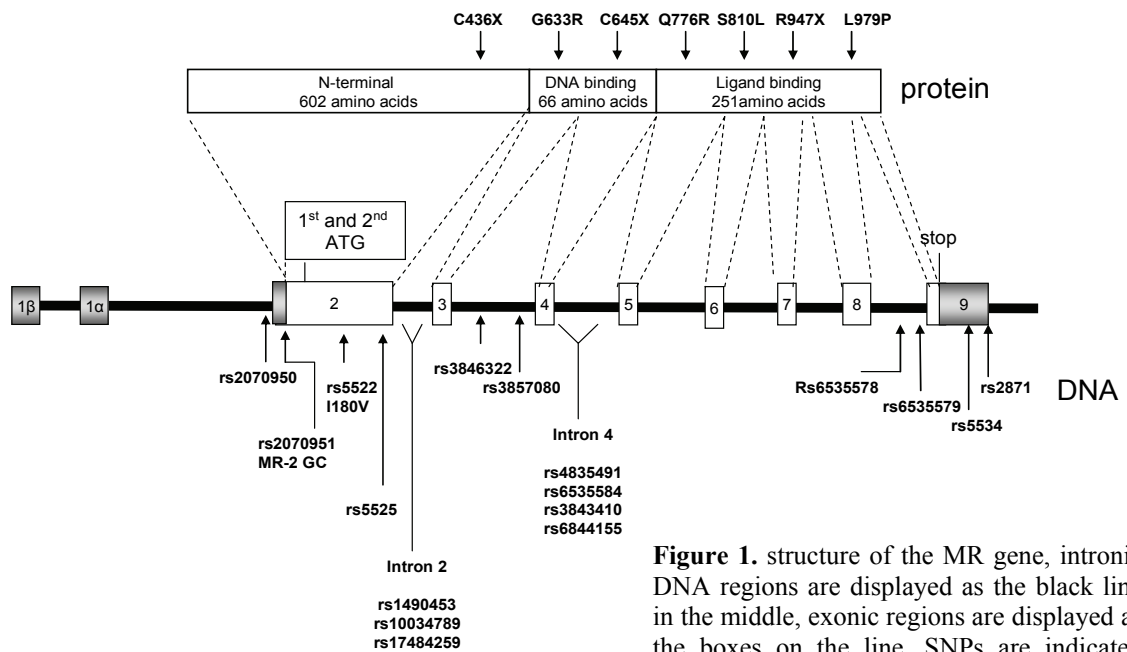 C436X G633R C645X Q776R S810L R947X L979P
N-terminal
602 amino acids
DNA binding
66 amino acids
Ligand binding
251amino acids
protein
1st and 2nd
ATG
stop
1β 1α 2 3 4 5 6 7 8 9
DNA
rs2070950
rs2070951
MR-2 GC
rs5522
I180V
rs5525
rs3846322
rs3857080
Rs6535578
rs6535579
rs5534
rs2871
Intron 2
rs1490453
rs10034789
rs17484259
Intron 4
rs4835491
rs6535584
rs3843410
rs6844155
Figure 1. structure of the MR gene, introni
DNA regions are displayed as the black lin
in the middle, exonic regions are displayed a
the boxes on the line. SNPs are indicate